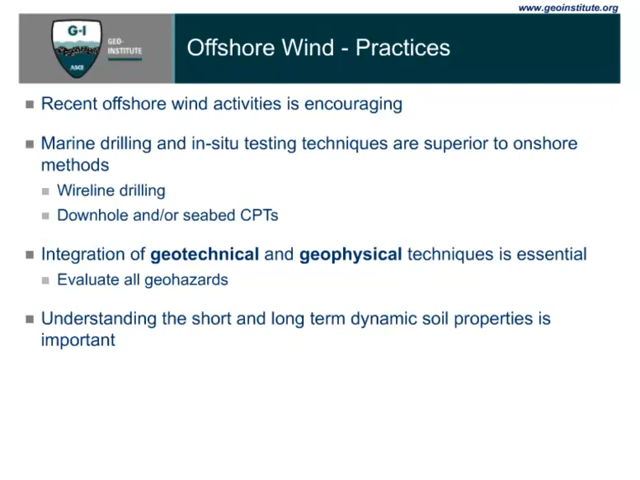 www.geoinstitute.org
G-I
GEO-
INSTITUTE
ASCE
Offshore Wind - Practices
Recent offshore wind activities is encouraging
Marine drilling and in-situ testing techniques are superior to onshore
methods
Wireline drilling
Downhole and/or seabed CPTs
Integration of geotechnical and geophysical techniques is essential
Evaluate all geohazards
Understanding the short and long term dynamic soil properties is
important